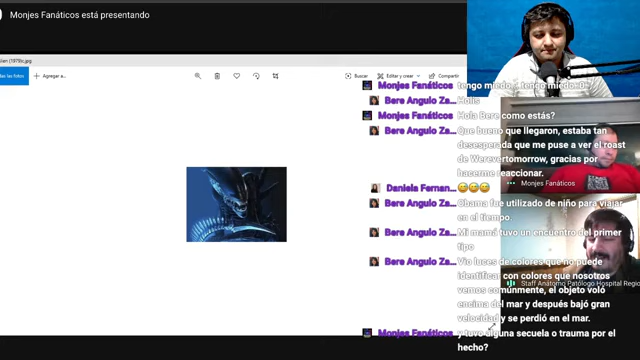 Monjes Fanáticos está presentando
lien (1979)c.jpg
das las fotos
Agregar a...
Buscar
Editar y crear
Compartir
Monjes Fanáticos tengo miedo... tengo miedo
Bere Angulo Za... Holis
Monjes Fanáticos Hola Bere como estás?
Bere Angulo Za... Que bueno que llegaron, estaba tan
desesperada que me puse a ver el roast
de Werevertomorrow, gracias por
hacerme reaccionar.
Monjes Fanáticos
Daniela Fernan... 😅😅😅
Bere Angulo Za... Obama fue utilizado de niño para viajar
en el tiempo.
Bere Angulo Za... Mi mamá tuvo un encuentro del primer
tipo
Bere Angulo Za... Vio luces de colores que no puede
identificar con colores que nosotros
vemos comúnmente, el objeto voló
Staff Anátomo Patólogo Hospital Regio
encima del mar y después bajó gran
velocidad y se perdió en el mar.
Monjes Fanáticos y tuvo alguna secuela o trauma por el
hecho?